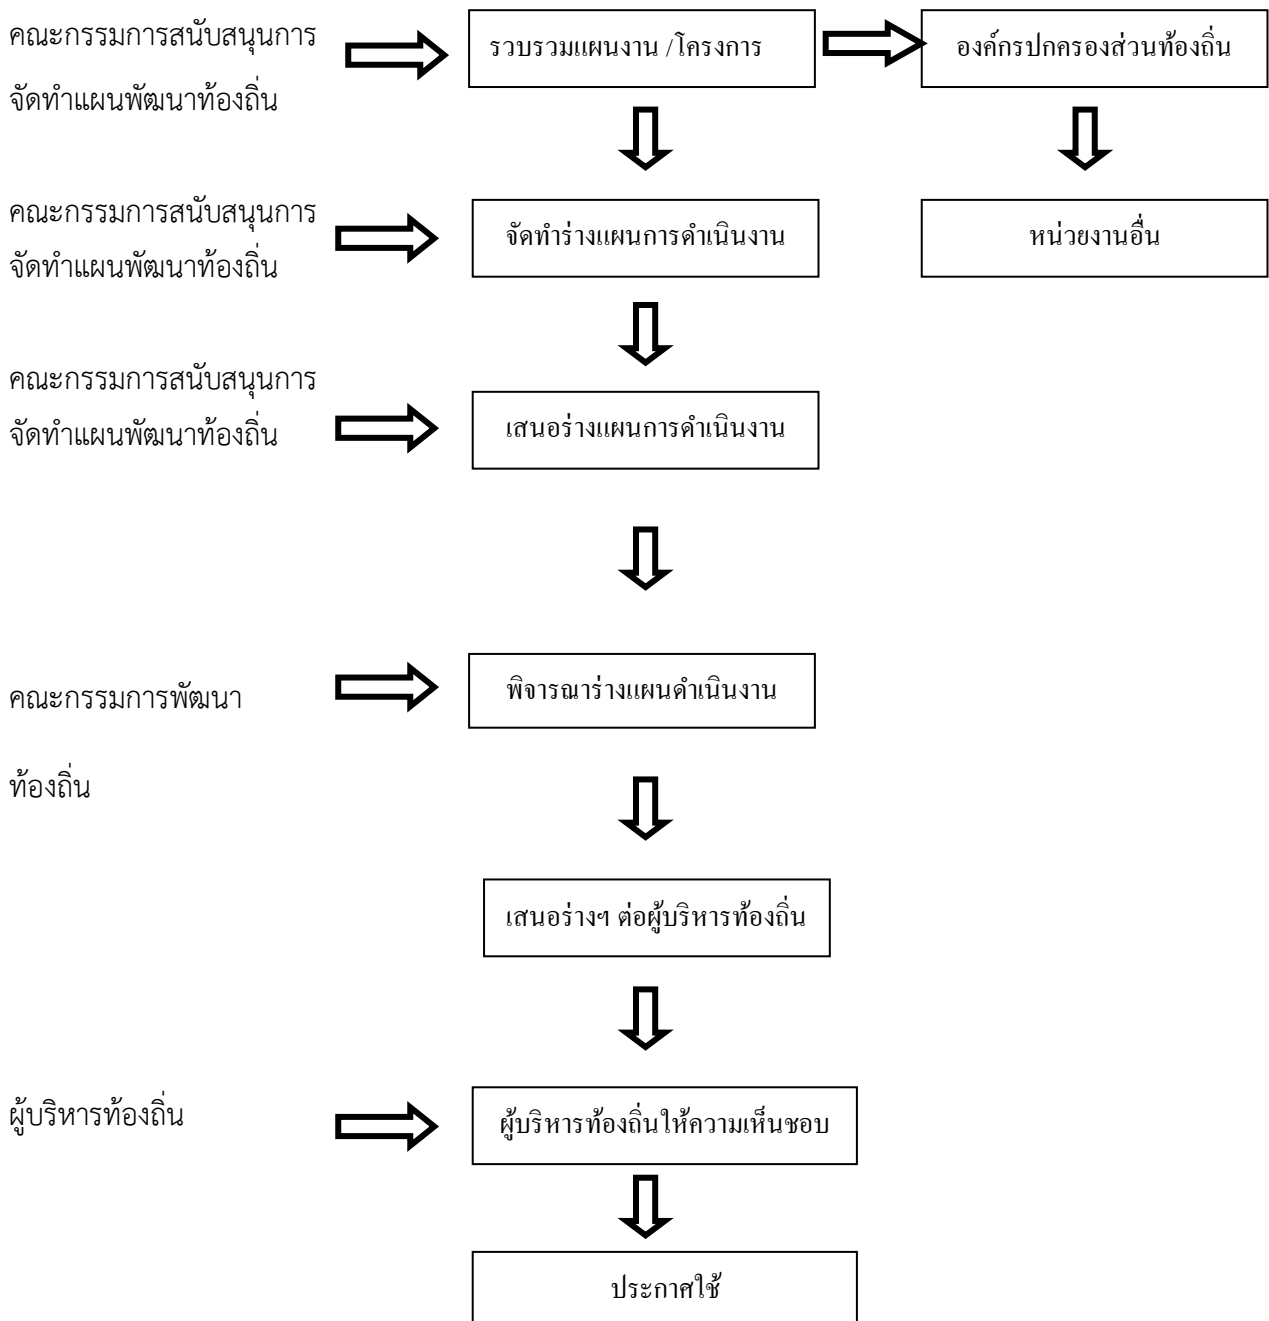 คณะกรรมการสนับสนุนการ
จัดทำแผนพัฒนาท้องถิ่น
รวบรวมแผนงาน /โครงการ
องค์กรปกครองส่วนท้องถิ่น
คณะกรรมการสนับสนุนการ
จัดทำแผนพัฒนาท้องถิ่น
จัดทำร่างแผนการดำเนินงาน
หน่วยงานอื่น
คณะกรรมการสนับสนุนการ
จัดทำแผนพัฒนาท้องถิ่น
เสนอร่างแผนการดำเนินงาน
คณะกรรมการพัฒนา
ท้องถิ่น
พิจารณาร่างแผนดำเนินงาน
เสนอร่างฯ ต่อผู้บริหารท้องถิ่น
ผู้บริหารท้องถิ่น
ผู้บริหารท้องถิ่นให้ความเห็นชอบ
ประกาศใช้